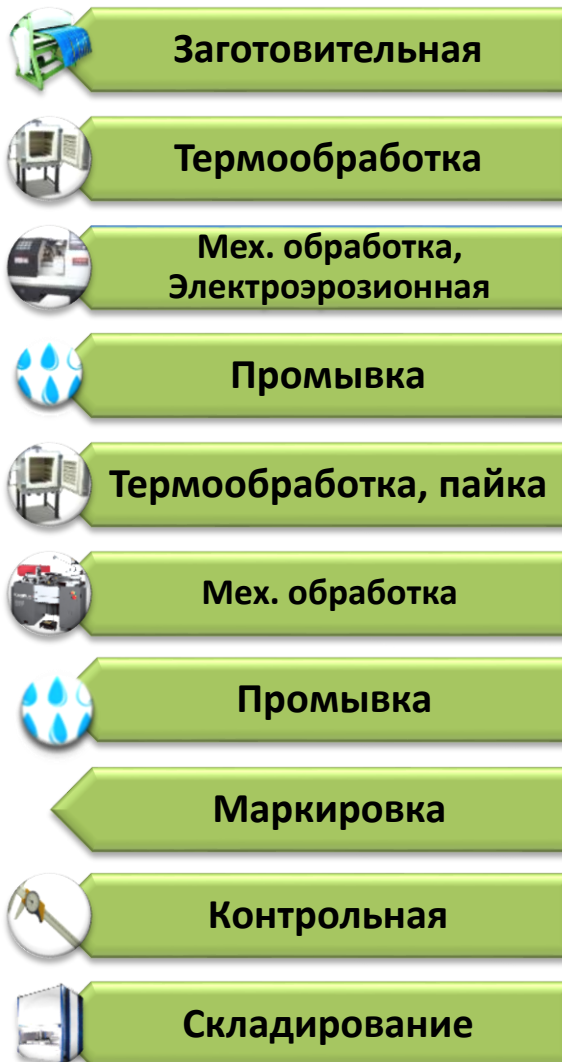 Заготовительная
Термообработка
Мех. обработка,
Электроэрозионная
Промывка
Термообработка, пайка
Мех. обработка
Промывка
Маркировка
Контрольная
Складирование